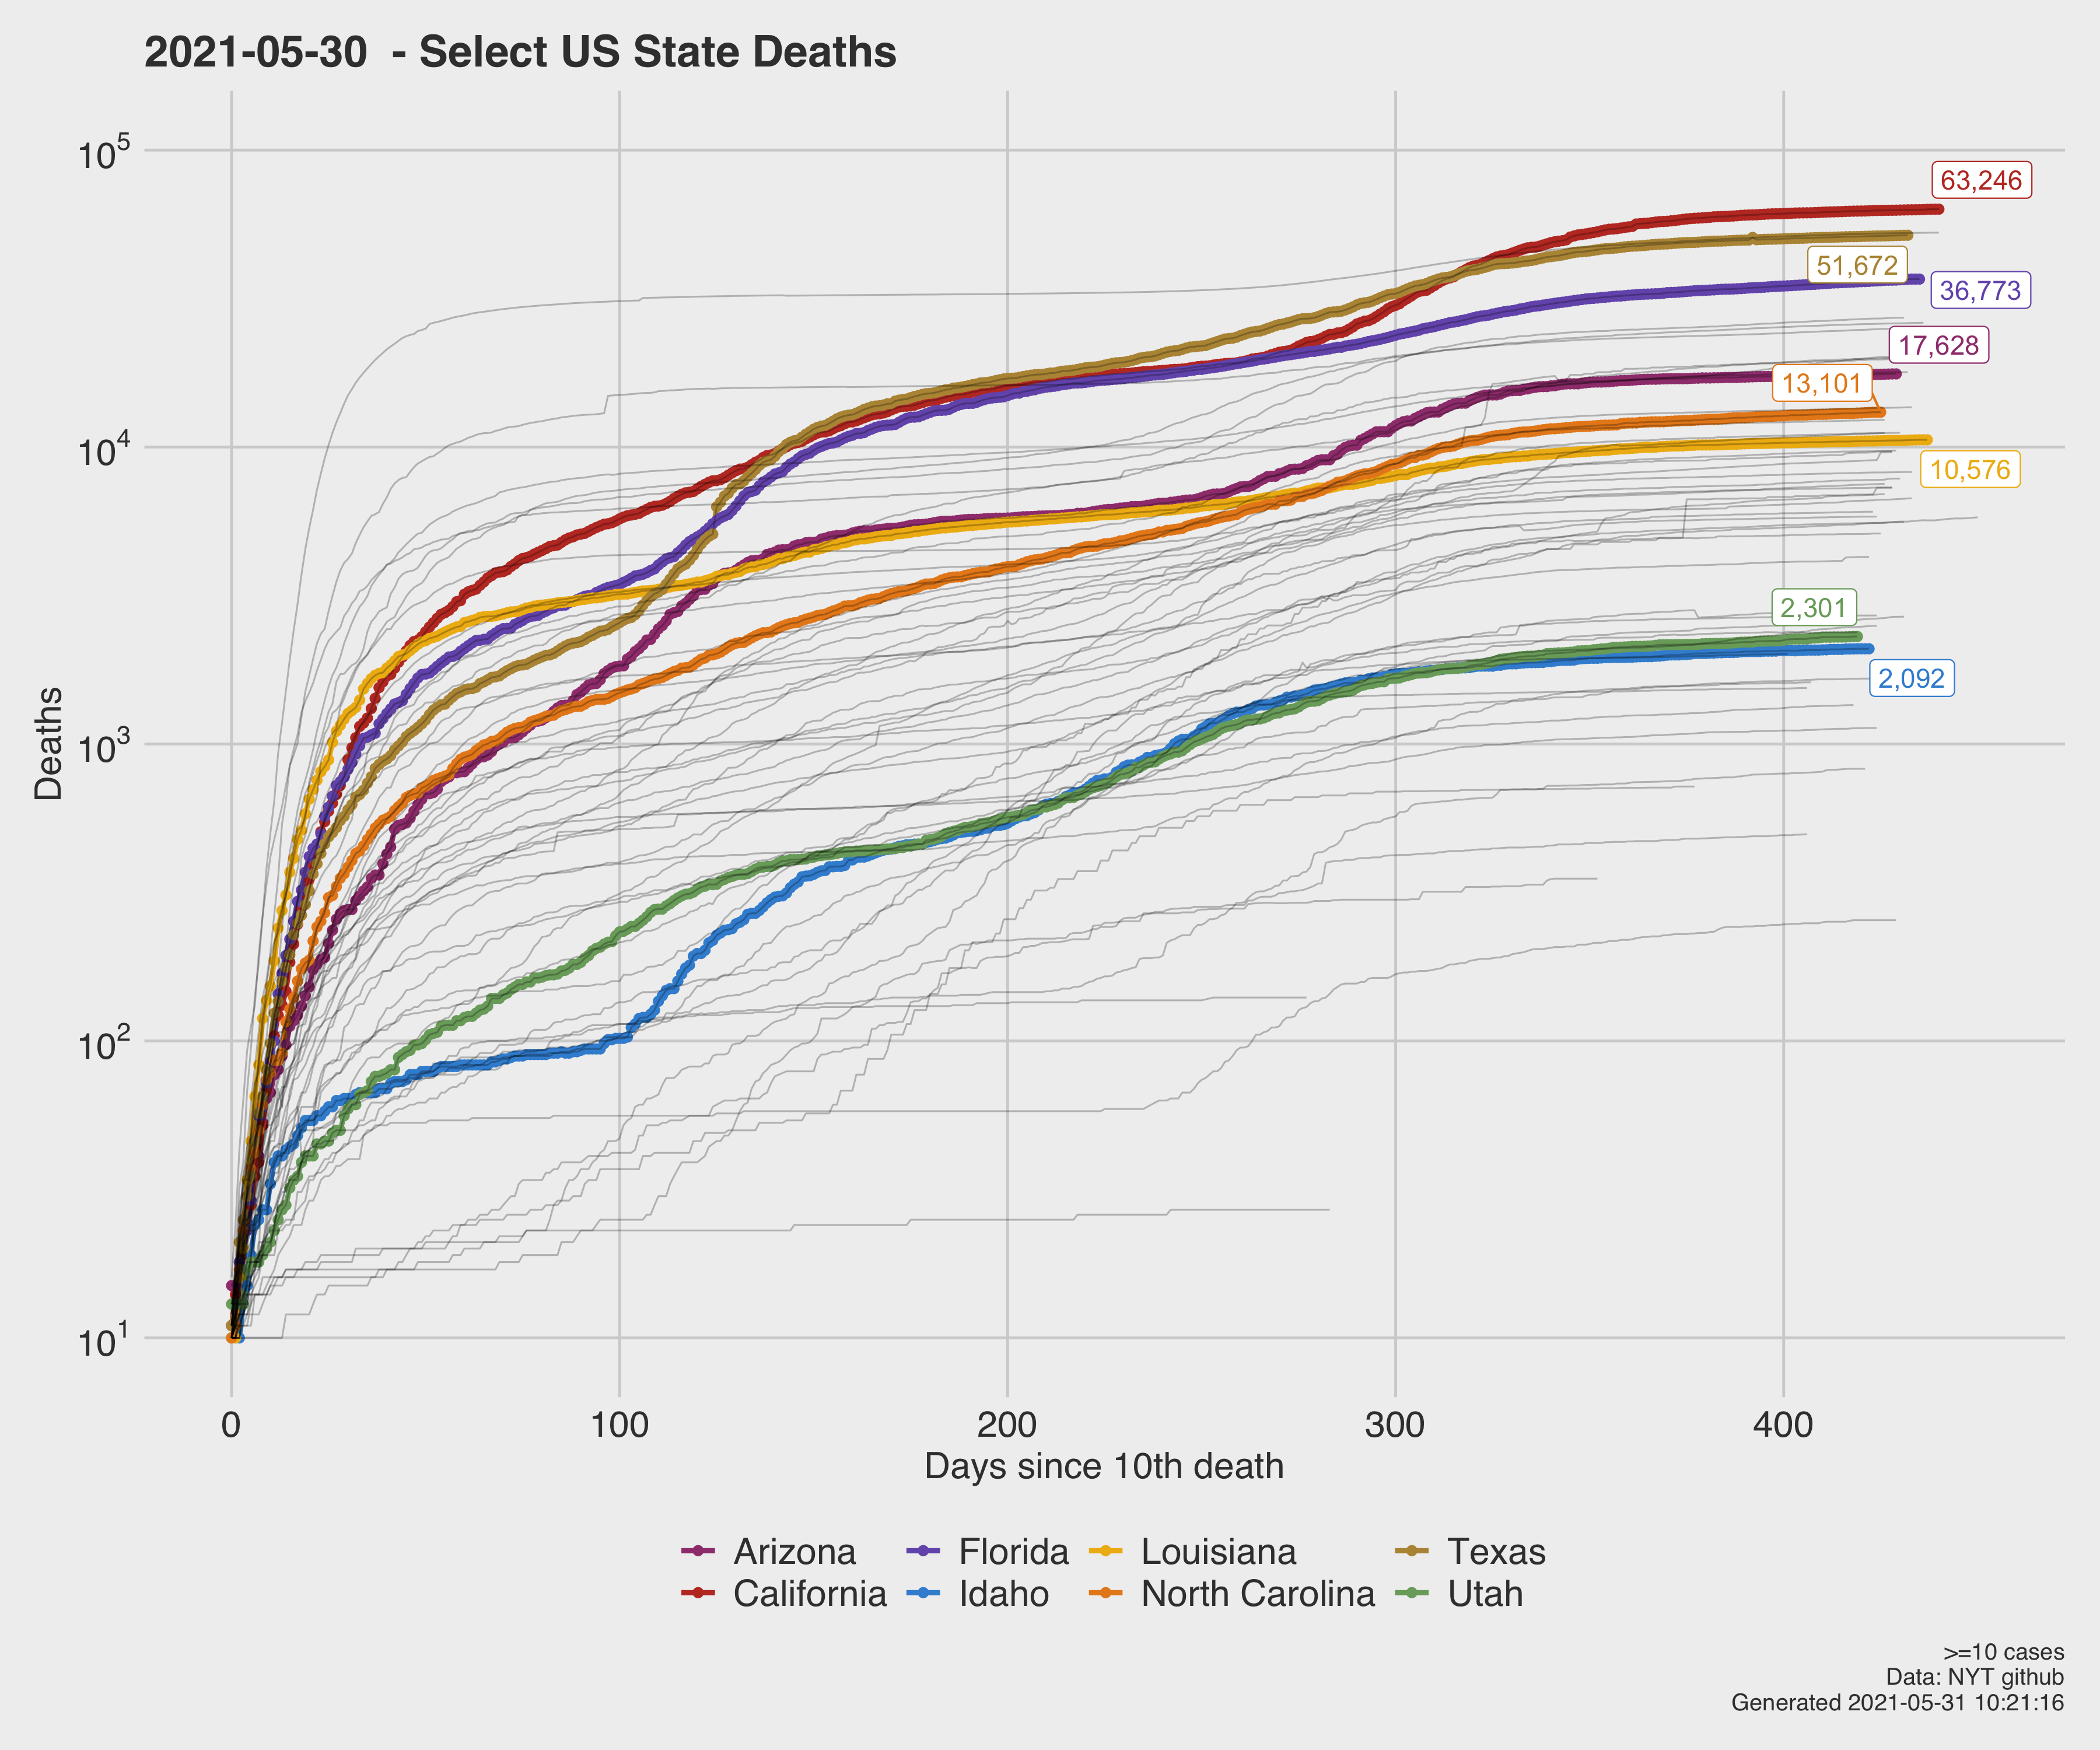 2021-05-30  - Select US State Deaths
Deaths
10^5
10^4
10^3
10^2
10^1
63,246
51,672
36,773
17,628
13,101
10,576
2,301
2,092
0 100 200 300 400
Days since 10th death
Arizona Florida Louisiana Texas
California Idaho North Carolina Utah
>=10 cases
Data: NYT github
Generated 2021-05-31 10:21:16